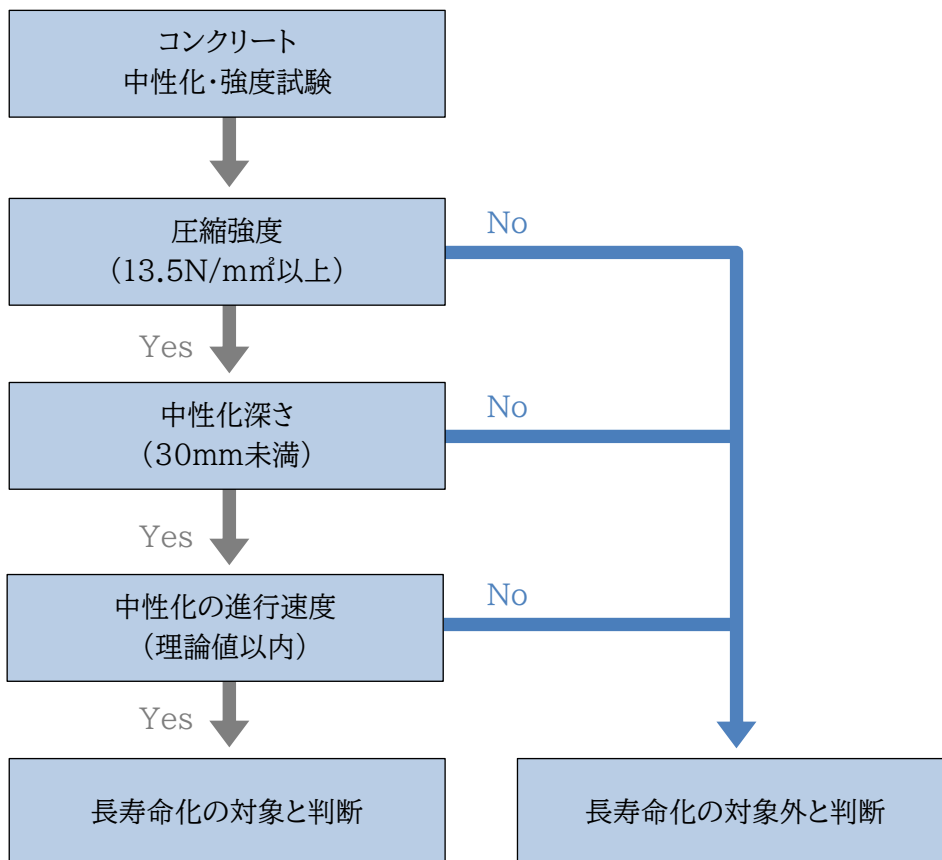 コンクリート
中性化・強度試験
圧縮強度
（13.5N/m㎡以上）
No
Yes
中性化深さ
（30mm未満）
No
Yes
中性化の進行速度
（理論値以内）
No
Yes
長寿命化の対象と判断
長寿命化の対象外と判断